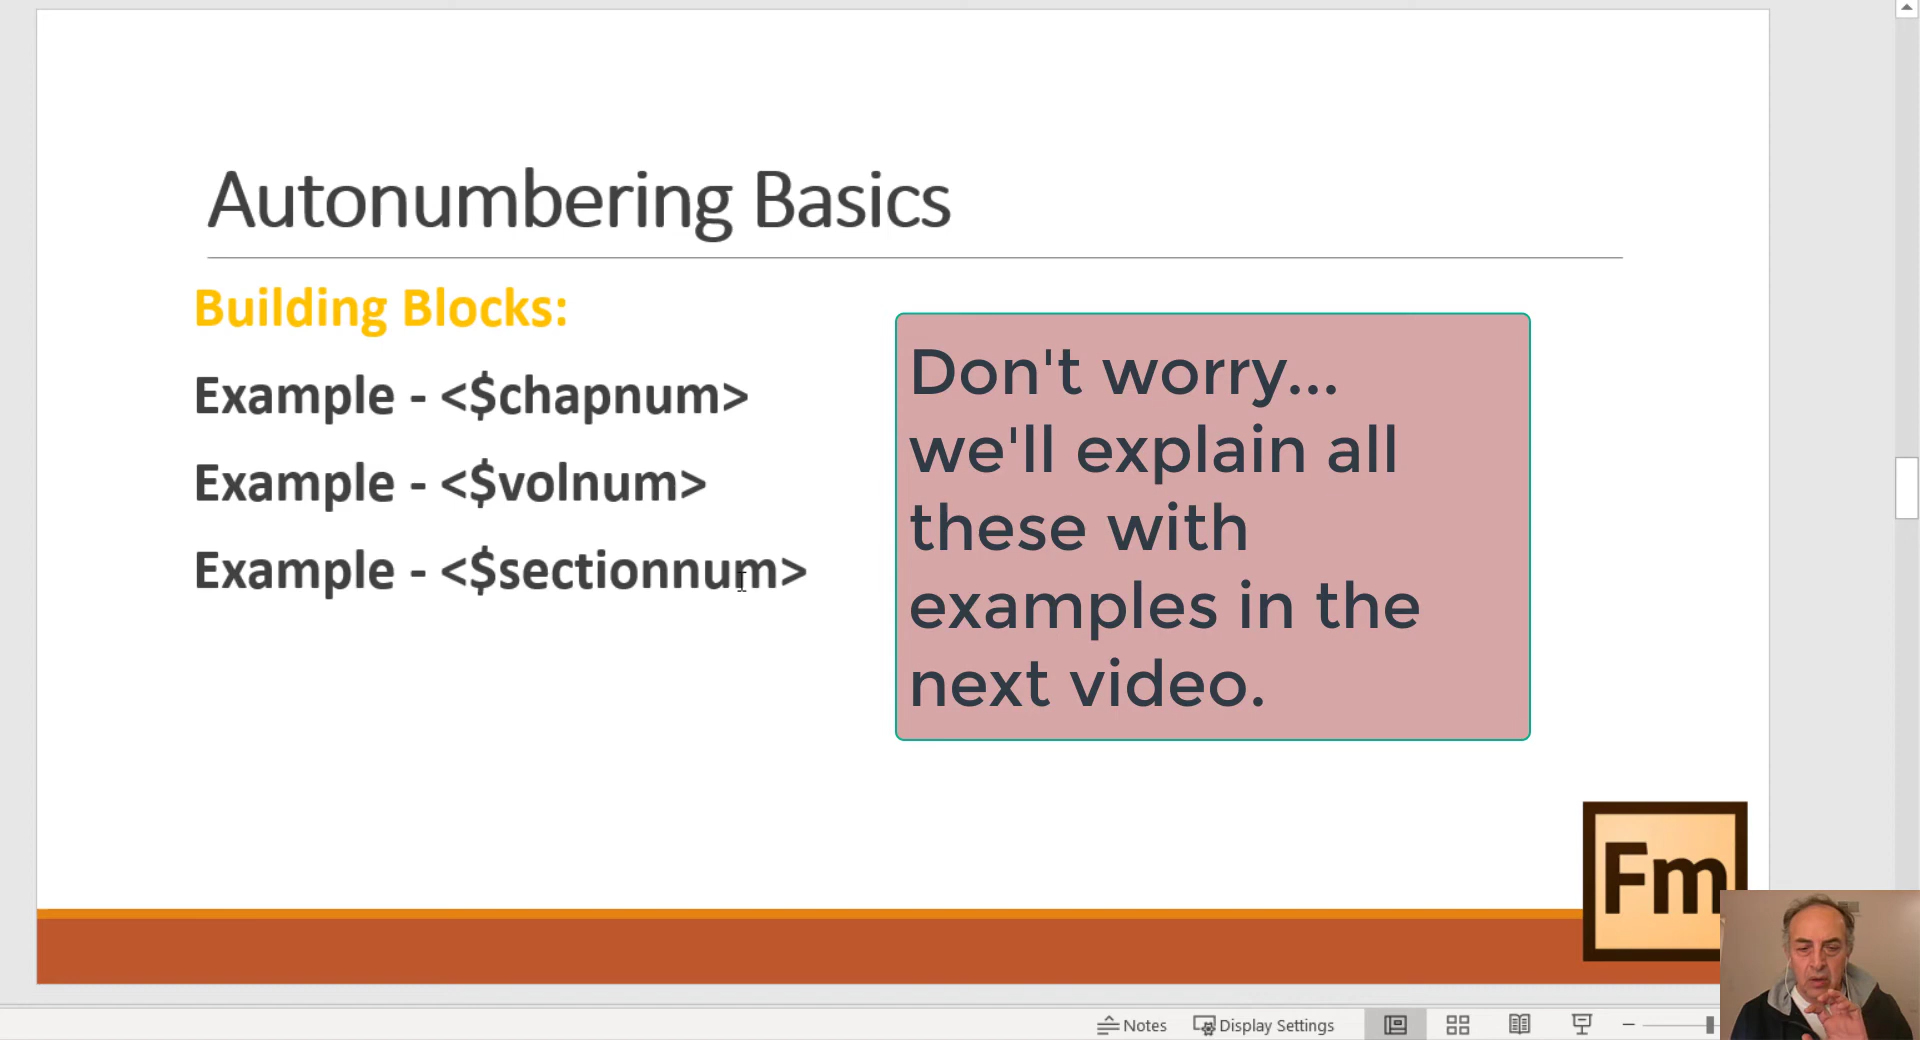 Autonumbering Basics
Building Blocks:
Example - <$chapnum>
Example - <$volnum>
Example - <$sectionnum>
Don't worry...
we'll explain all
these with
examples in the
next video.
Fm
Notes
Display Settings